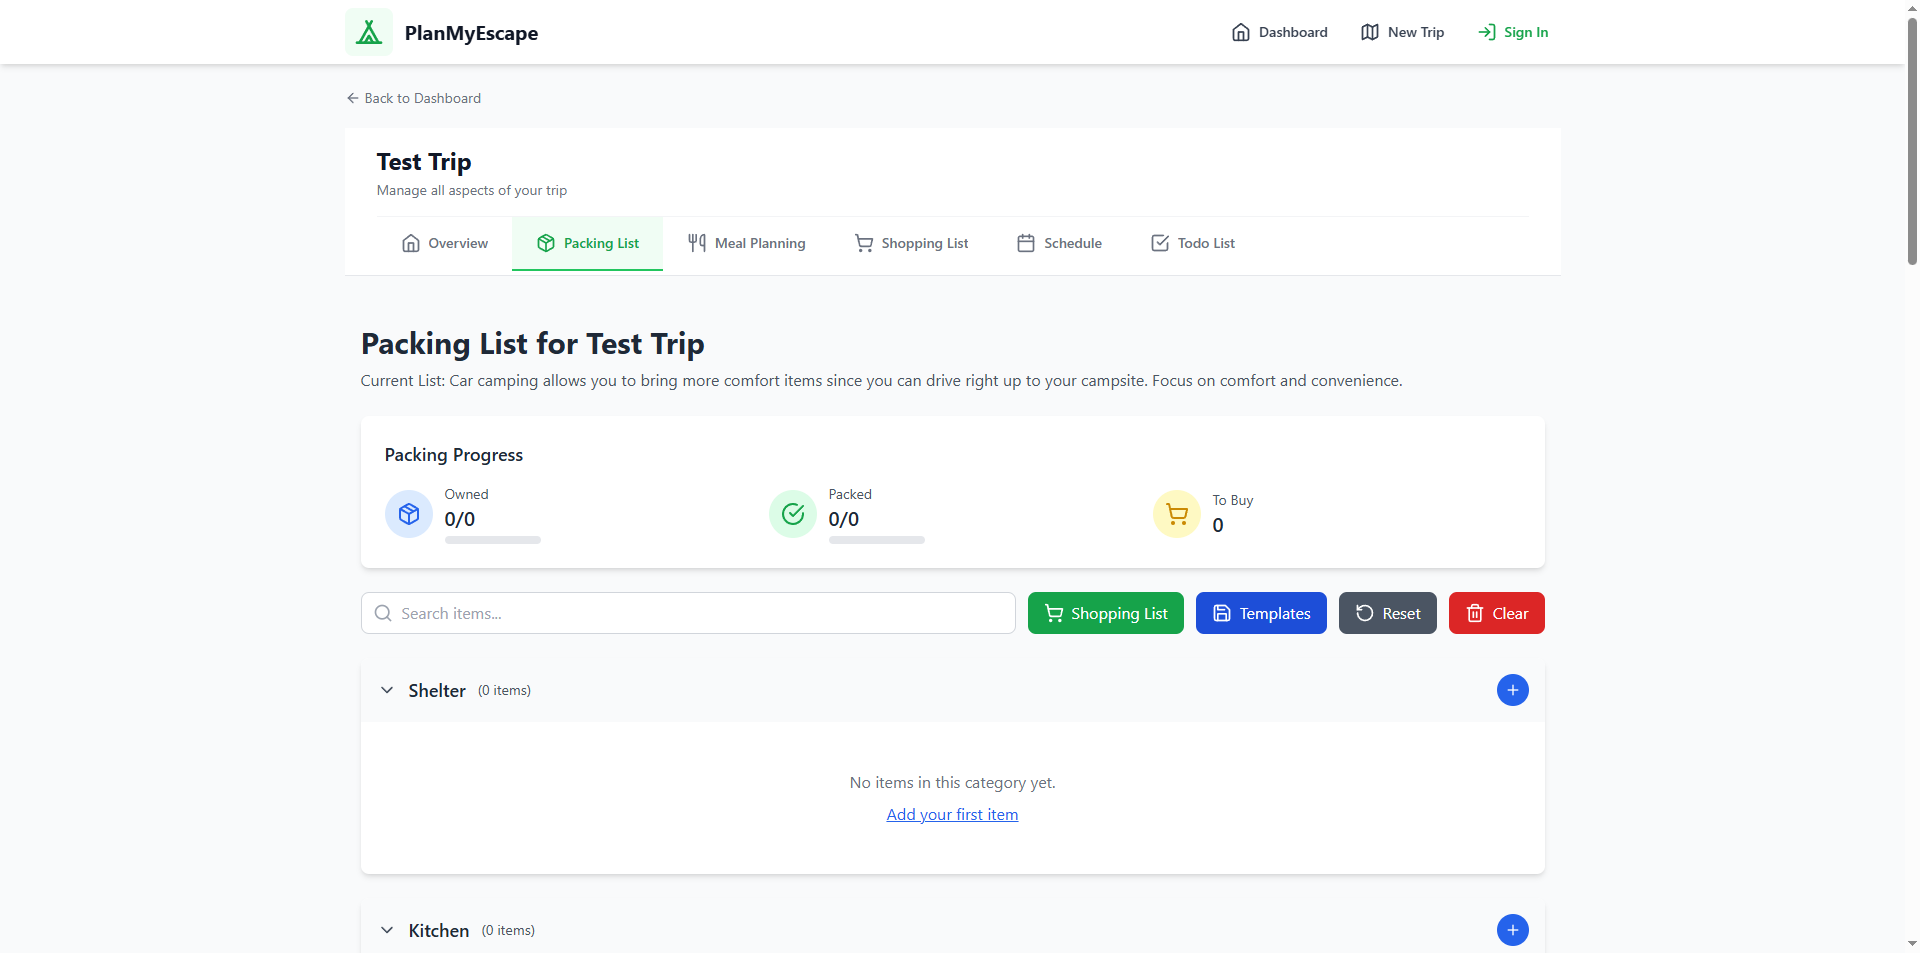 PlanMyEscape
Dashboard
New Trip
Sign In
Back to Dashboard
Test Trip
Manage all aspects of your trip
Overview
Packing List
Meal Planning
Shopping List
Schedule
Todo List
Packing List for Test Trip
Current List: Car camping allows you to bring more comfort items since you can drive right up to your campsite. Focus on comfort and convenience.
Packing Progress
Owned
0/0
Packed
0/0
To Buy
0
Search items...
Shopping List
Templates
Reset
Clear
Shelter (0 items)
No items in this category yet.
Add your first item
Kitchen (0 items)